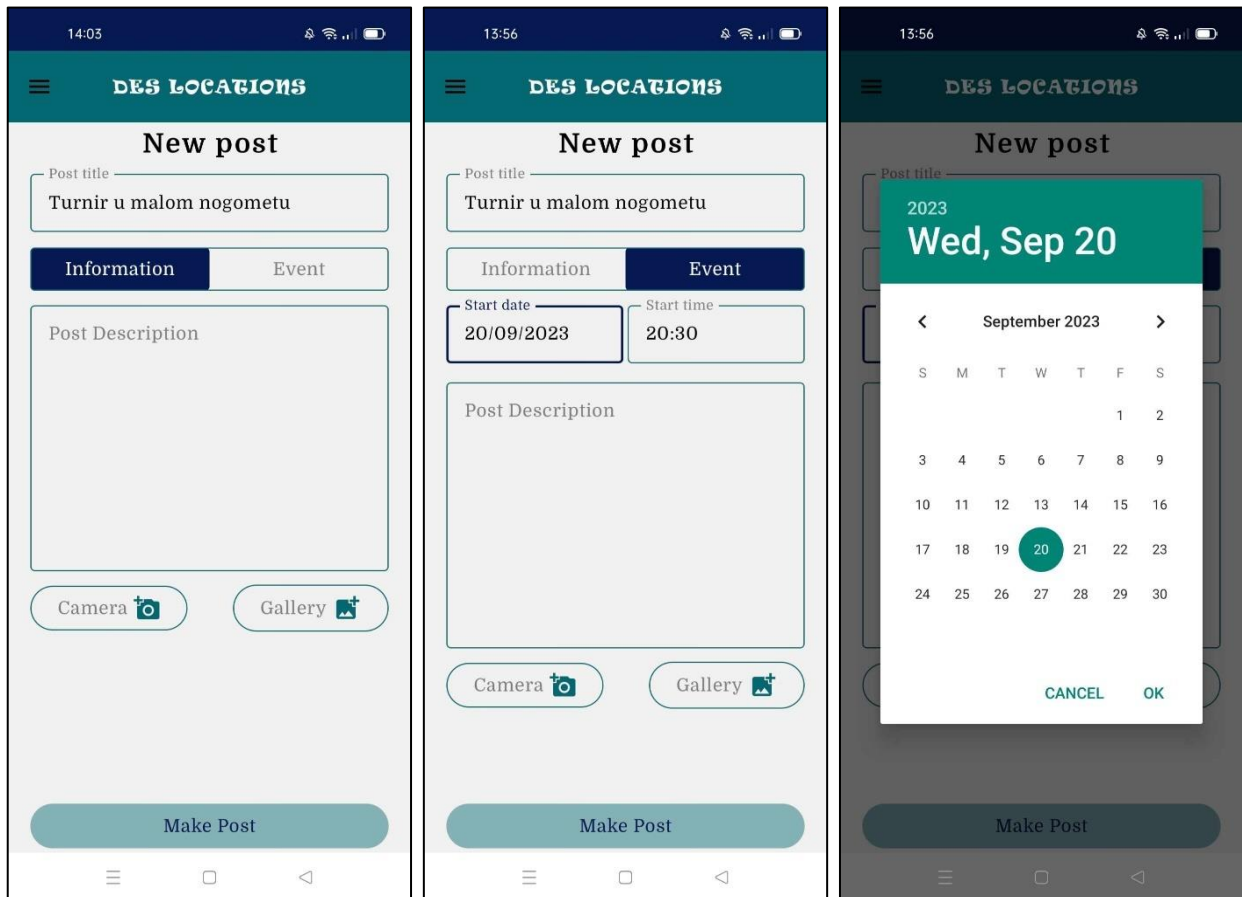 14:03
DES LOCATIONS
New post
Post title
Turnir u malom nogometu
Information Event
Post Description
Camera Gallery
Make Post
13:56
DES LOCATIONS
New post
Post title
Turnir u malom nogometu
Information Event
Start date Start time
20/09/2023 20:30
Post Description
Camera Gallery
Make Post
13:56
DES LOCATIONS
New post
Post title
2023
Wed, Sep 20
September 2023
S M T W T F S
1 2
3 4 5 6 7 8 9
10 11 12 13 14 15 16
17 18 19 20 21 22 23
24 25 26 27 28 29 30
CANCEL OK
Make Post